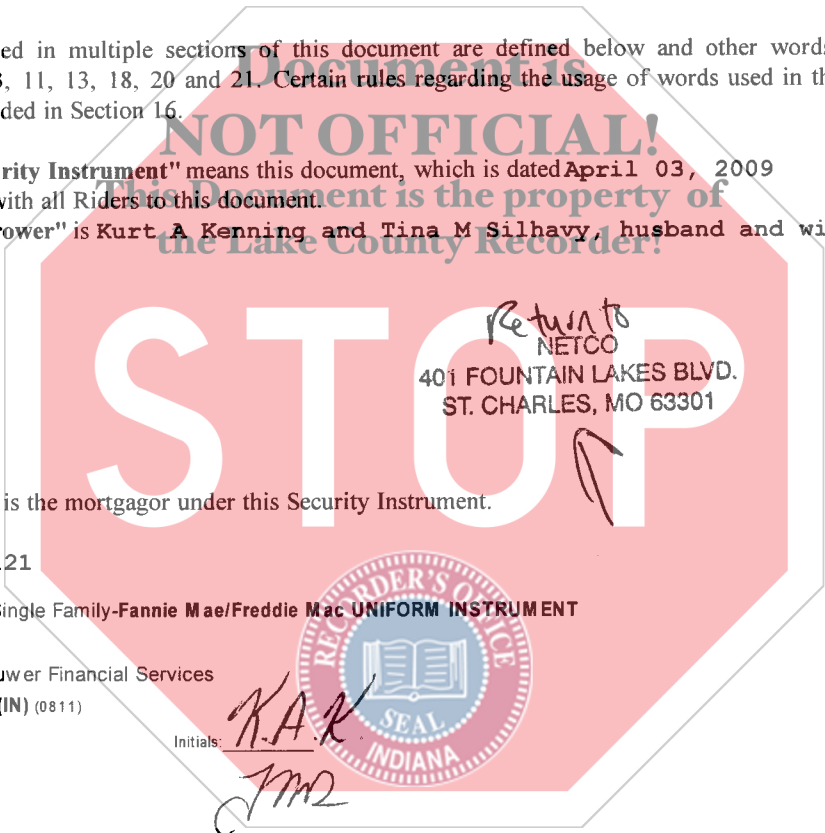 ed in multiple sections of this document are defined below and other words
3, 11, 13, 18, 20 and 21. Certain rules regarding the usage of words used in th
ded in Section 16.
Document is
NOT OFFICIAL!
This Document is the property of
the Lake County Recorder!
rity Instrument" means this document, which is dated April 03, 2009
with all Riders to this document.
rower" is Kurt A Kenning and Tina M Silhavy, husband and wi
STOP
Return to
NETCO
401 FOUNTAIN LAKES BLVD.
ST. CHARLES, MO 63301
is the mortgagor under this Security Instrument.
21
Single Family-Fannie Mae/Freddie Mac UNIFORM INSTRUMENT
uwer Financial Services
(IN) (0811)
Initials: K.A.K
TMS
RECORDER'S OFFICE
SEAL
INDIANA